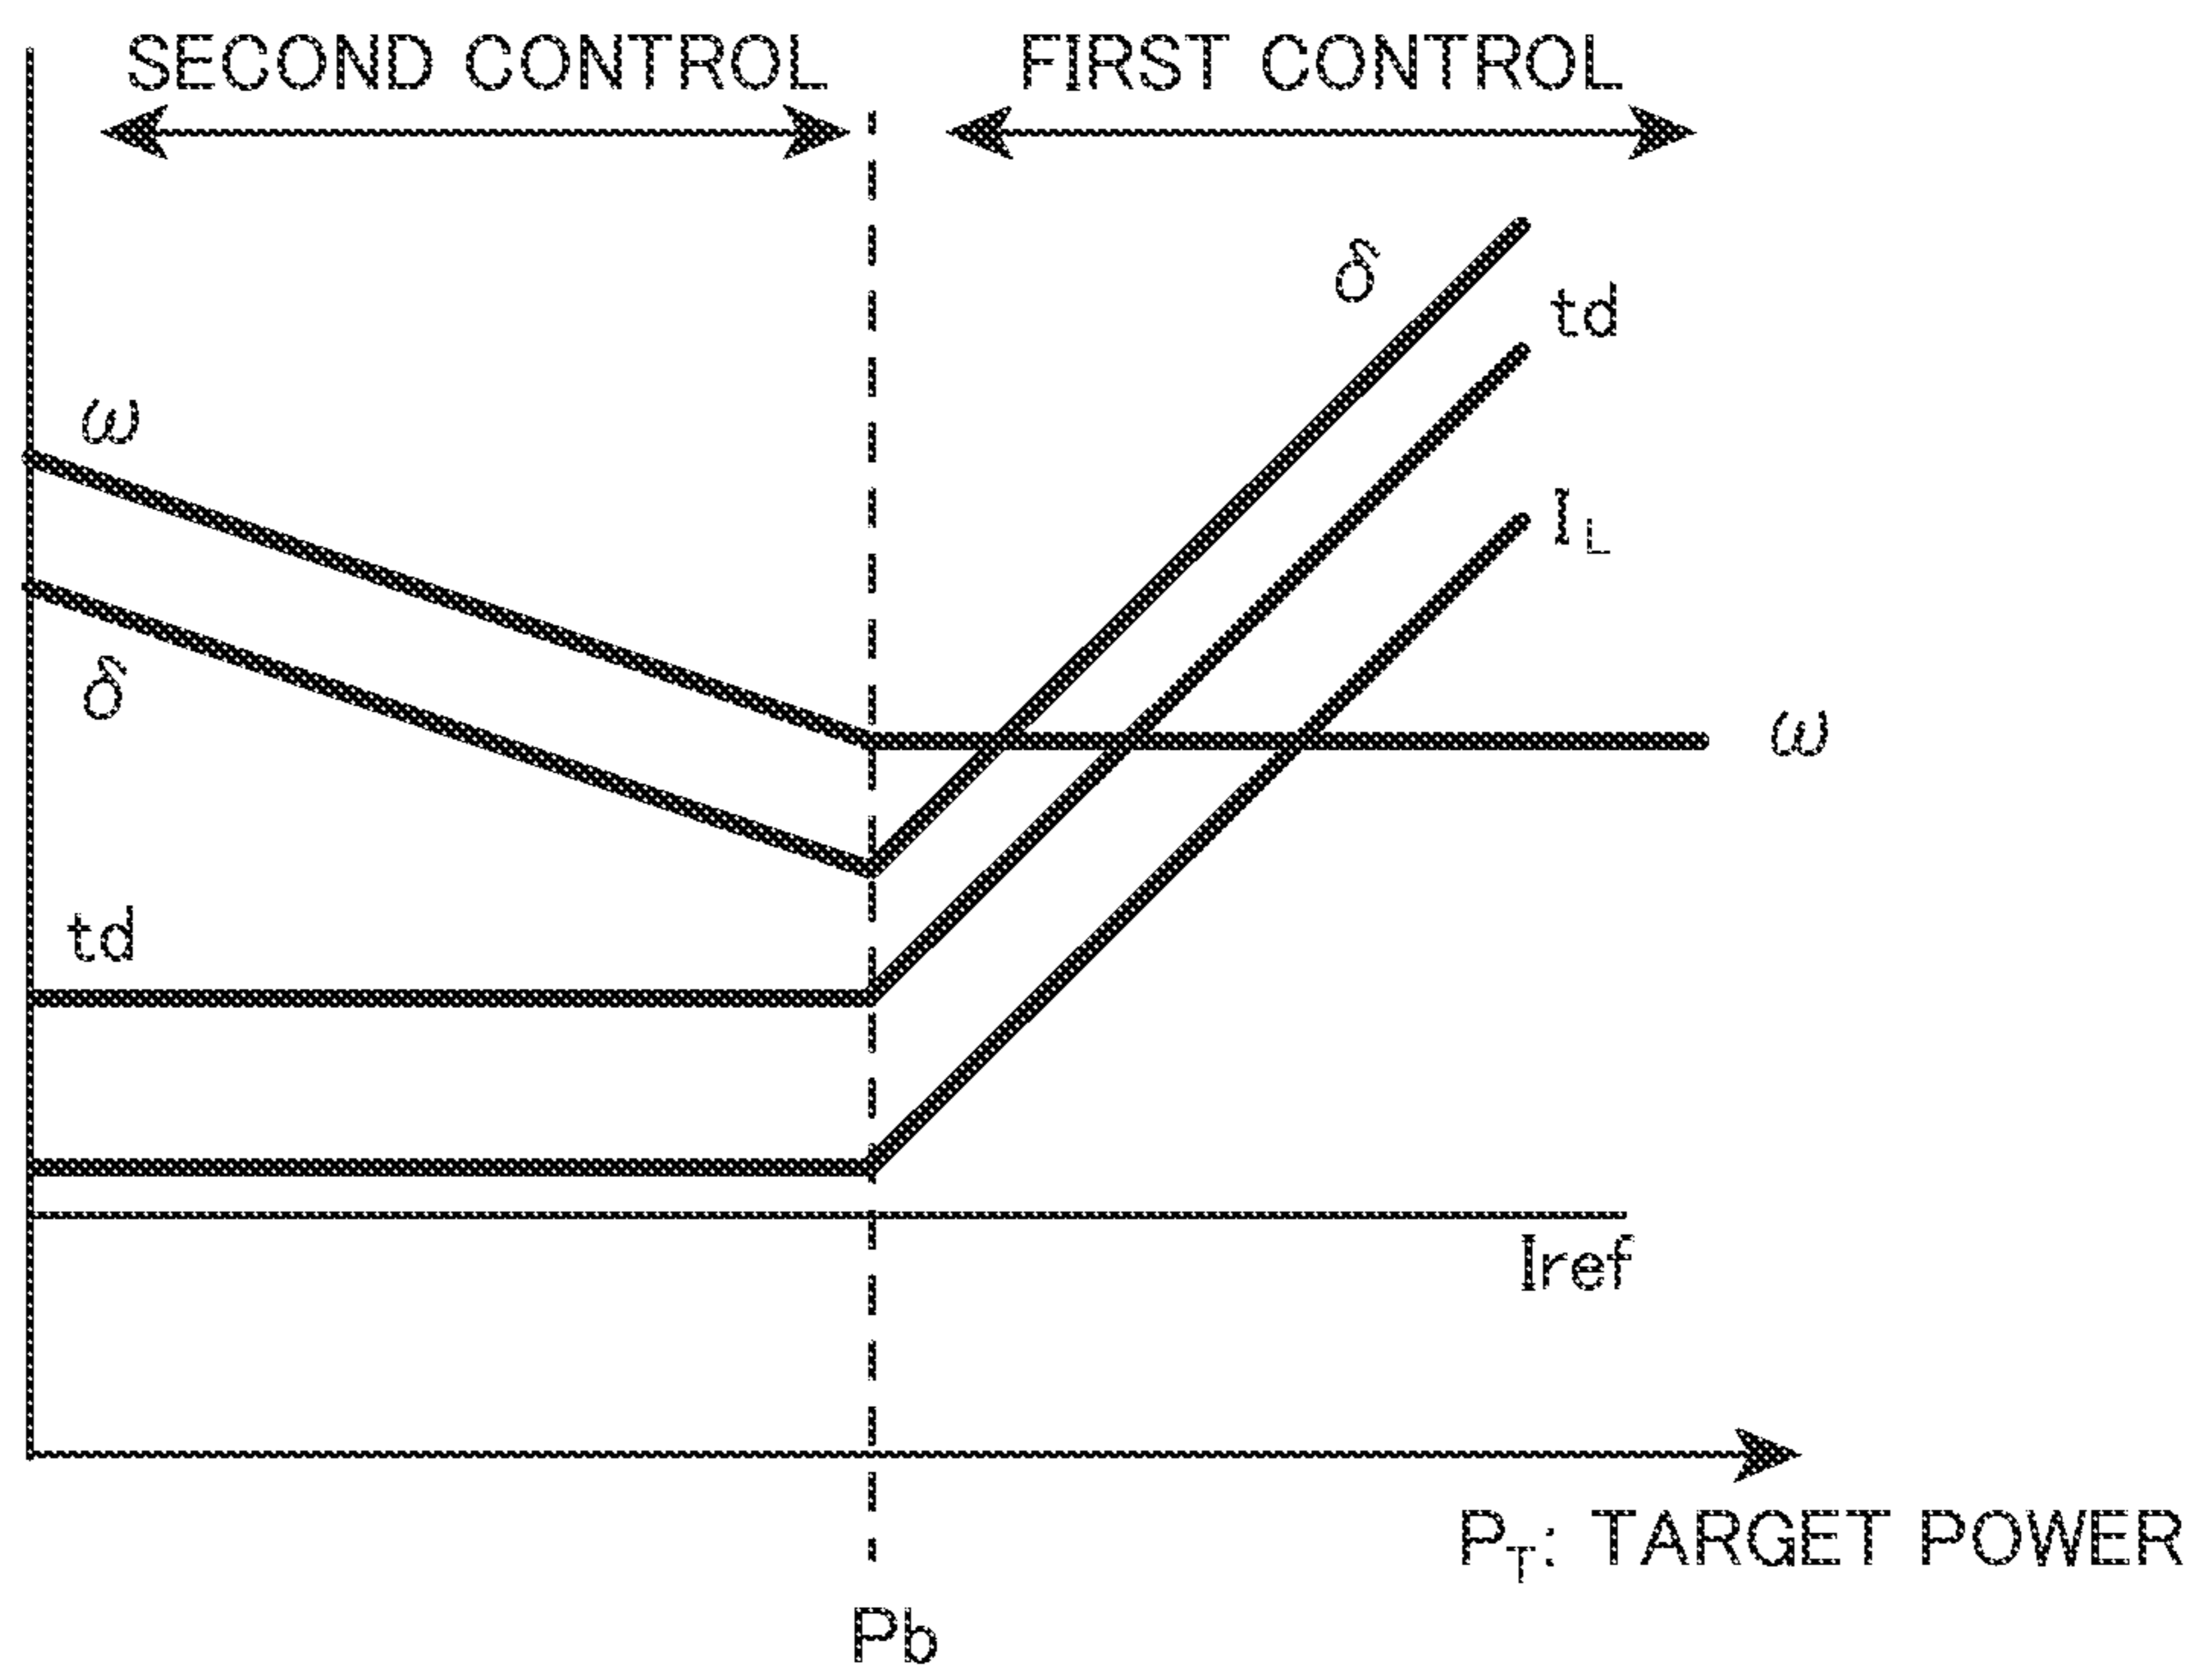 SECOND CONTROL
FIRST CONTROL
δ
td
ω
I_L
δ
ω
td
Iref
P_T: TARGET POWER
Pb